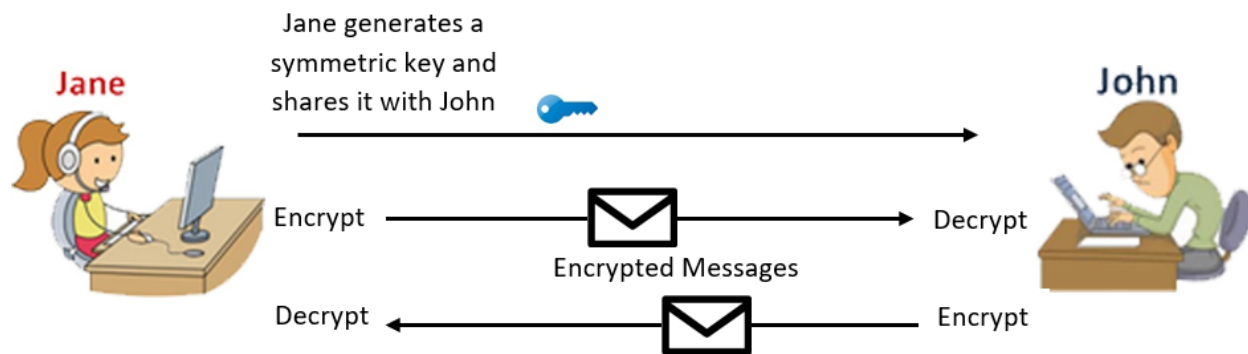 Jane generates a
symmetric key and
shares it with John
Jane
John
Encrypt
Decrypt
Encrypted Messages
Decrypt
Encrypt